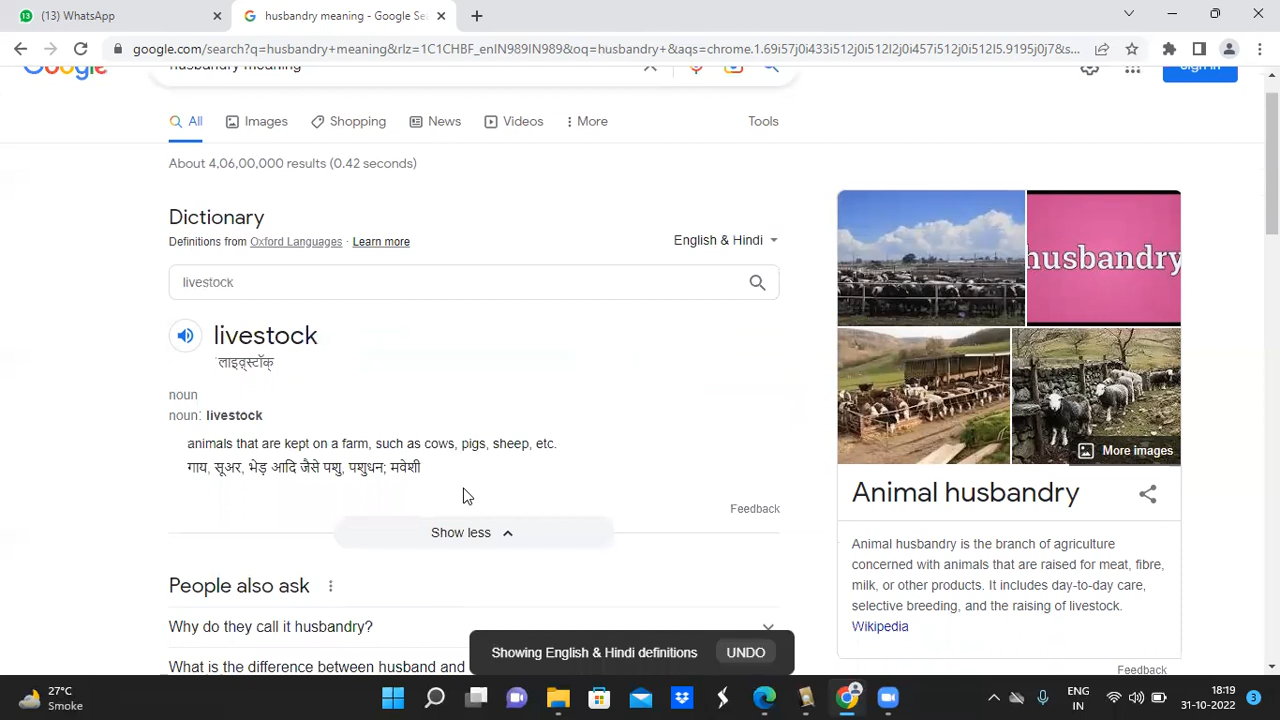 (13) WhatsApp
husbandry meaning - Google Se
google.com/search?q=husbandry+meaning&rlz=1C1CHBF_enIN989IN989&oq=husbandry+&aqs=chrome.1.69i57j0i433i512j0i512l2j0i457i512j0i512l5.9195j0j7&s...
Google
husbandry meaning
Sign in
All
Images
Shopping
News
Videos
More
Tools
About 4,06,00,000 results (0.42 seconds)
Dictionary
Definitions from Oxford Languages · Learn more
English & Hindi
livestock
livestock
लाइव़्स्टॉक्
noun
noun: livestock
animals that are kept on a farm, such as cows, pigs, sheep, etc.
गाय, सूअर, भेड़ आदि जैसे पशु, पशुधन; मवेशी
Feedback
Show less
People also ask
Why do they call it husbandry?
What is the difference between husband and
husbandry
More images
Animal husbandry
Animal husbandry is the branch of agriculture
concerned with animals that are raised for meat, fibre,
milk, or other products. It includes day-to-day care,
selective breeding, and the raising of livestock.
Wikipedia
Feedback
Showing English & Hindi definitions
UNDO
27°C
Smoke
ENG
IN
18:19
31-10-2022
3